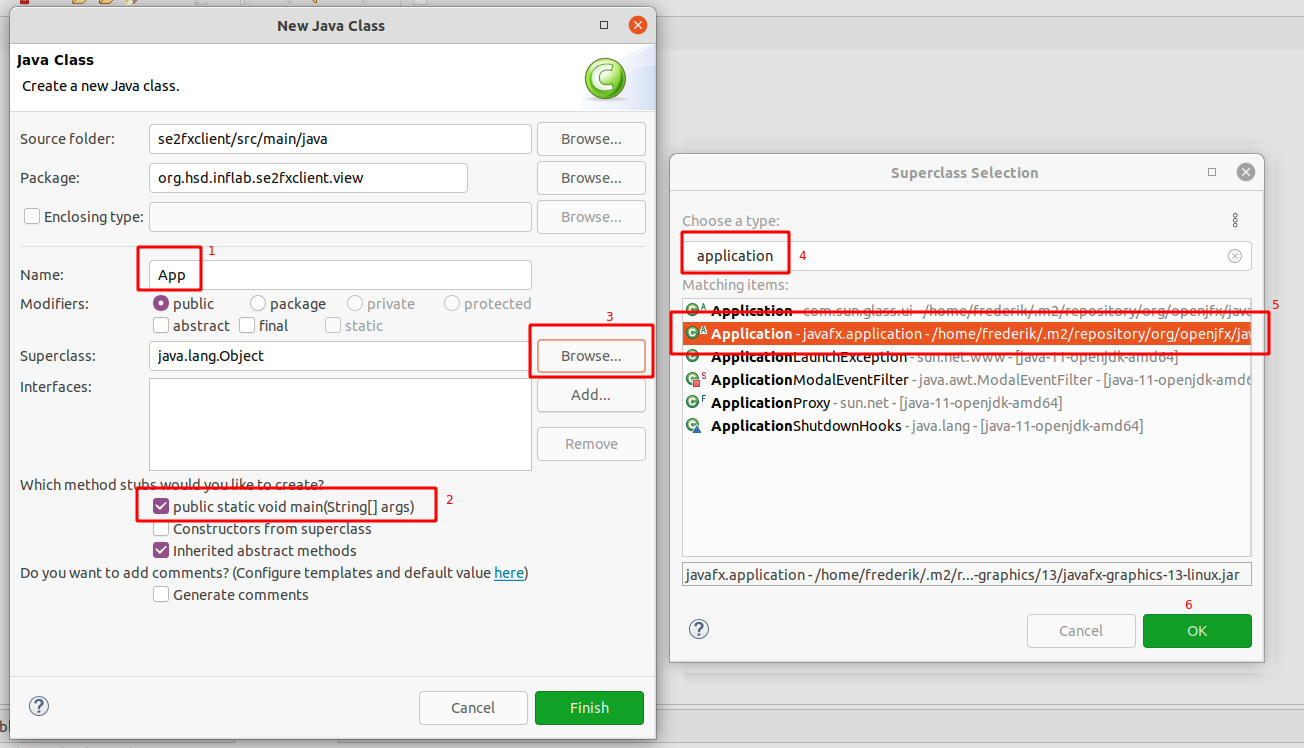 New Java Class
Java Class
Create a new Java class.
Source folder: se2fxclient/src/main/java Browse...
Package: org.hsd.inflab.se2fxclient.view Browse...
Enclosing type: Browse...
1
Name: App
Modifiers: public package private protected
abstract final static
3
Superclass: java.lang.Object Browse...
Interfaces: Add...
Remove
Which method stubs would you like to create?
public static void main(String[] args) 2
Constructors from superclass
Inherited abstract methods
Do you want to add comments? (Configure templates and default value here)
Generate comments
Cancel Finish
Superclass Selection
Choose a type:
application 4
Matching items:
5
Application - com.sun.glass.ui - /home/frederik/.m2/repository/org/openjfx/java
Application - javafx.application - /home/frederik/.m2/repository/org/openjfx/jav
ApplicationLaunchException - sun.net.www - [java-11-openjdk-amd64]
ApplicationModalEventFilter - java.awt.ModalEventFilter - [java-11-openjdk-amd6
ApplicationProxy - sun.net - [java-11-openjdk-amd64]
ApplicationShutdownHooks - java.lang - [java-11-openjdk-amd64]
javafx.application - /home/frederik/.m2/r...-graphics/13/javafx-graphics-13-linux.jar
6
Cancel OK